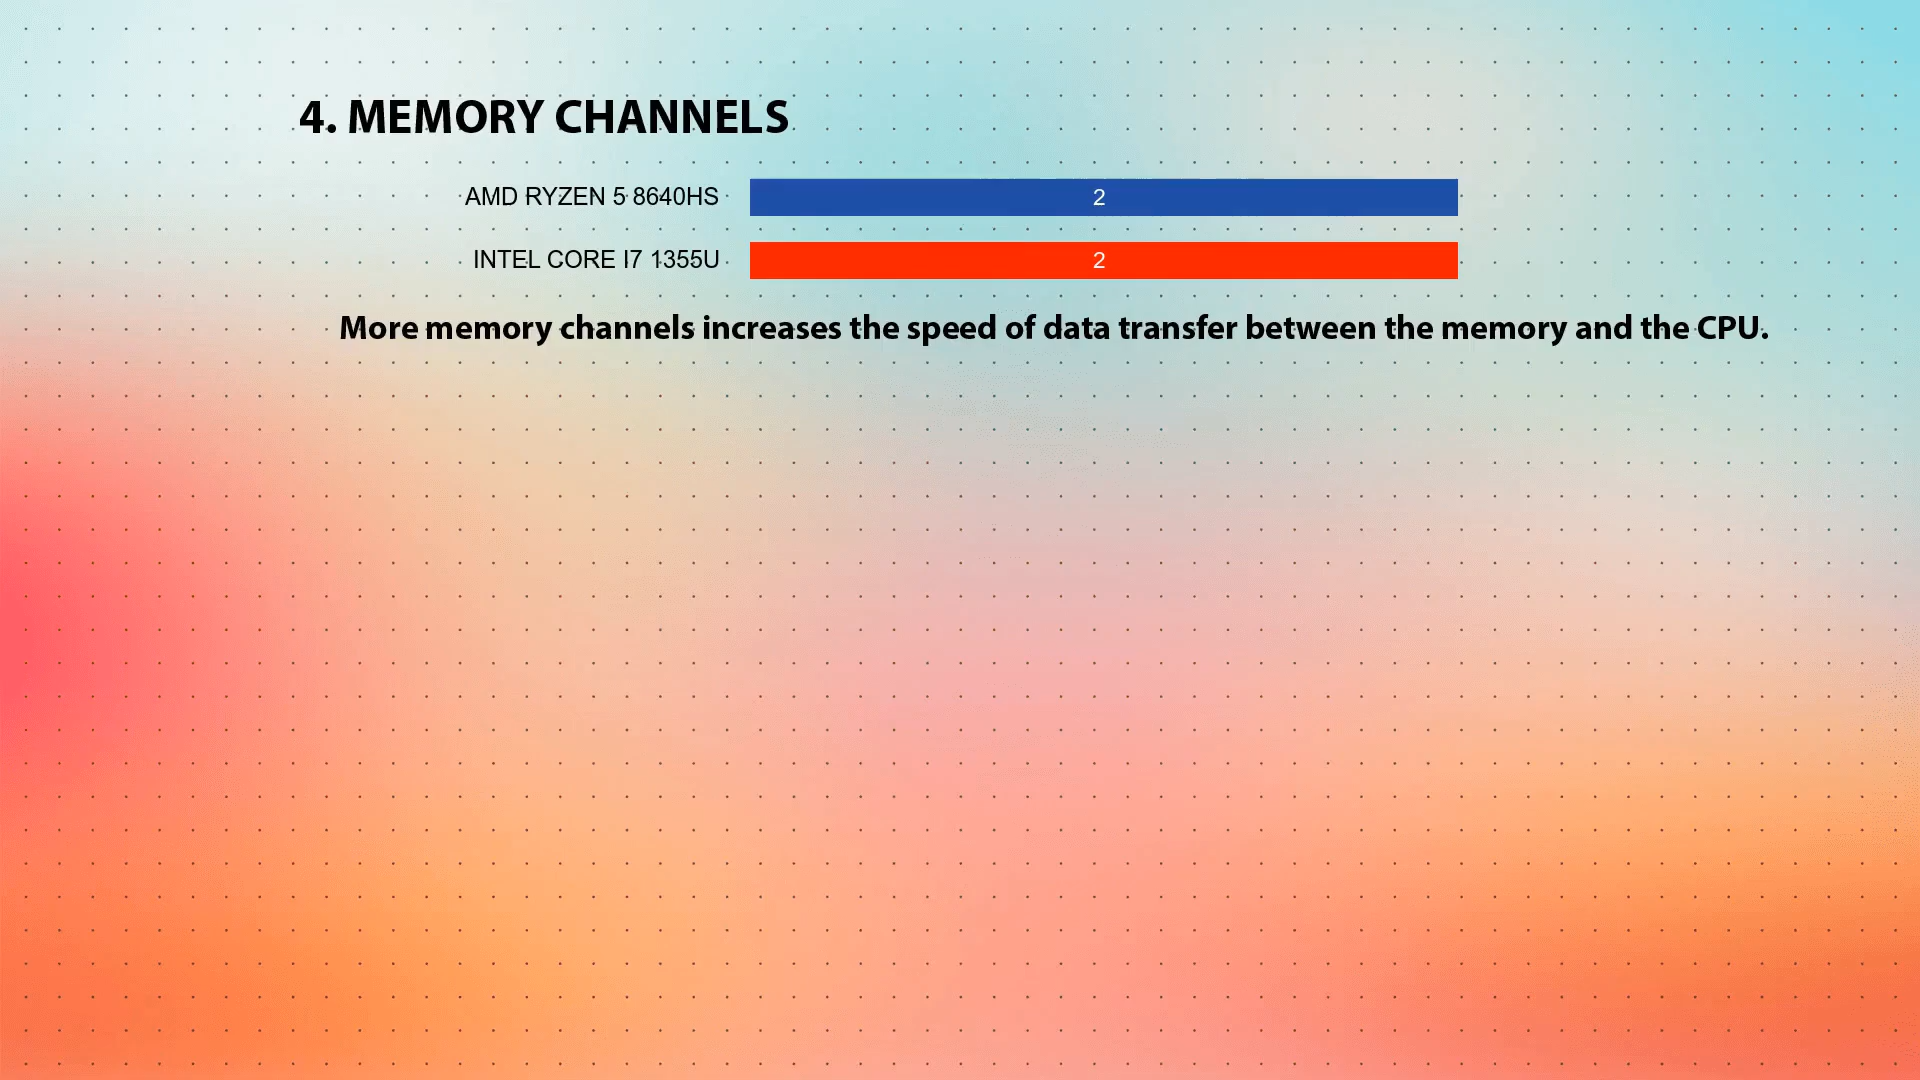 4. MEMORY CHANNELS
AMD RYZEN 5 8640HS 2
INTEL CORE I7 1355U 2
More memory channels increases the speed of data transfer between the memory and the CPU.